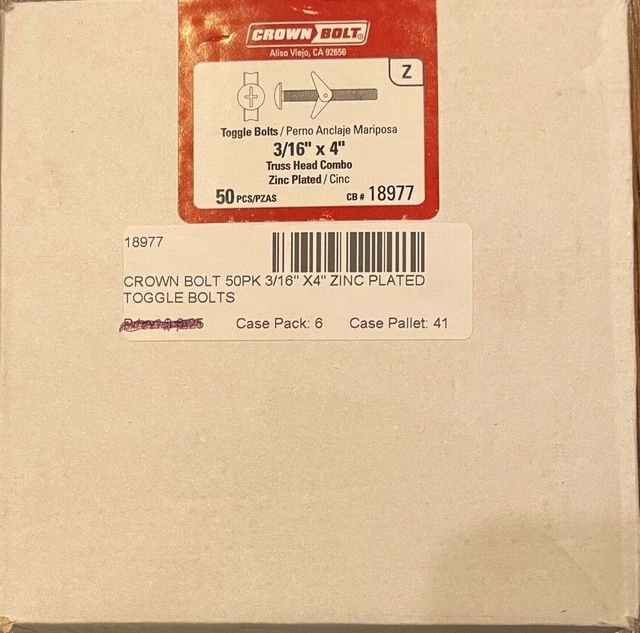 CROWN BOLT®
Aliso Viejo, CA 92656
Z
Toggle Bolts / Perno Anclaje Mariposa
3/16" x 4"
Truss Head Combo
Zinc Plated / Cinc
50 PCS/PZAS CB# 18977
18977
CROWN BOLT 50PK 3/16" X4" ZINC PLATED
TOGGLE BOLTS
Case Pack: 6 Case Pallet: 41